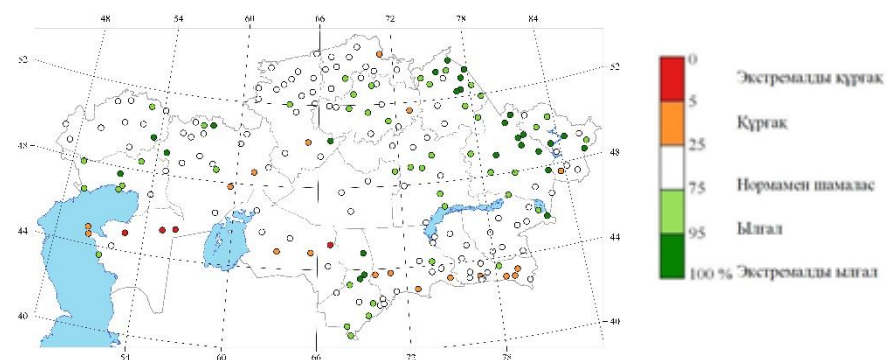 48 54 60 66 72 78 84
52 52
48 48
44 44
40 40
54 60 66 72 78
0
Экстремалды құрғақ
5
Құрғақ
25
Нормамен шамалас
75
Ылғал
95
100 % Экстремалды ылғал